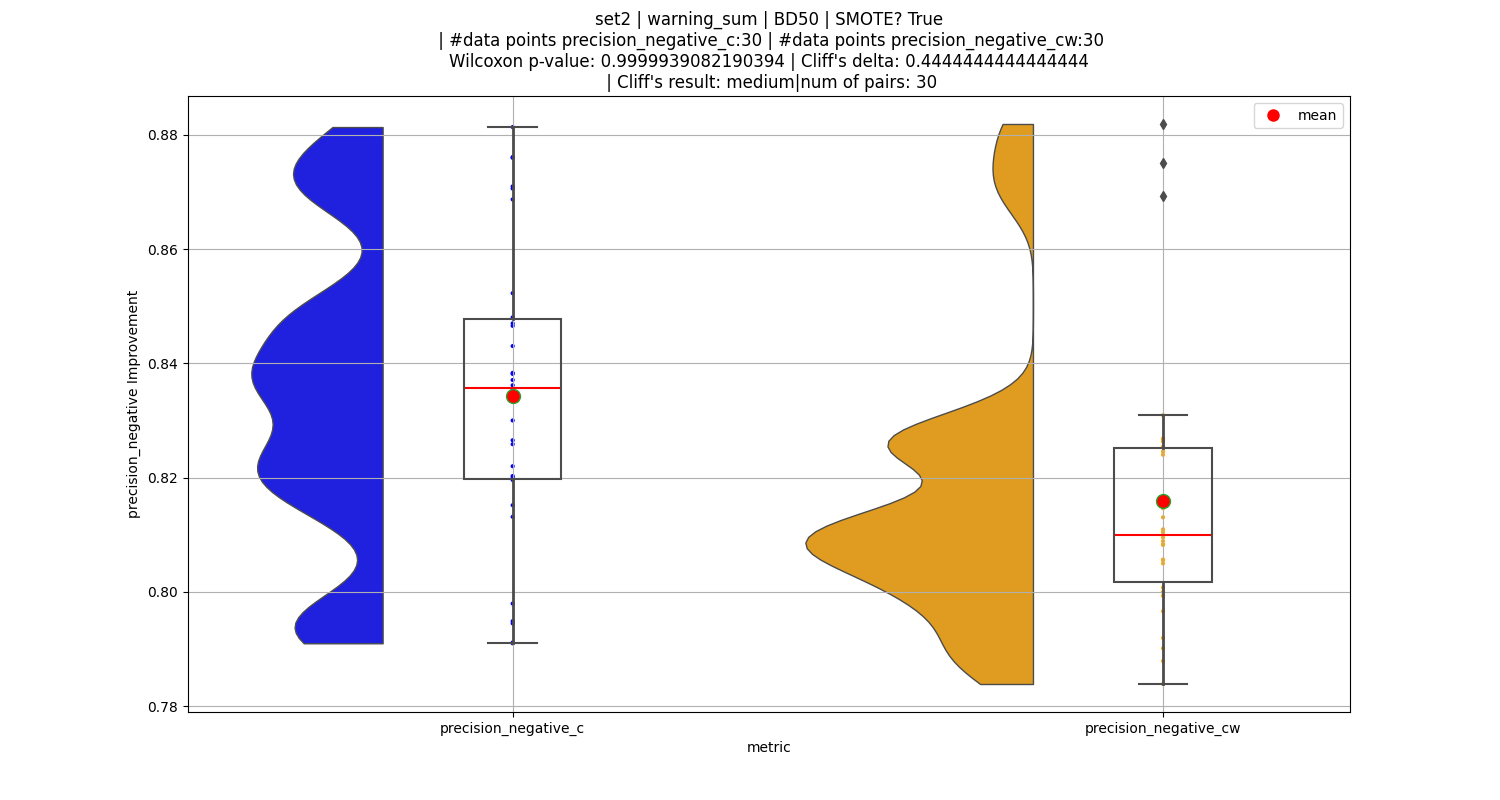 set2 | warning_sum | BD50 | SMOTE? True
| #data points precision_negative_c:30 | #data points precision_negative_cw:30
Wilcoxon p-value: 0.9999939082190394 | Cliff's delta: 0.4444444444444444
| Cliff's result: medium|num of pairs: 30
mean
0.88
0.86
0.84
0.82
0.80
0.78
precision_negative Improvement
precision_negative_c
precision_negative_cw
metric